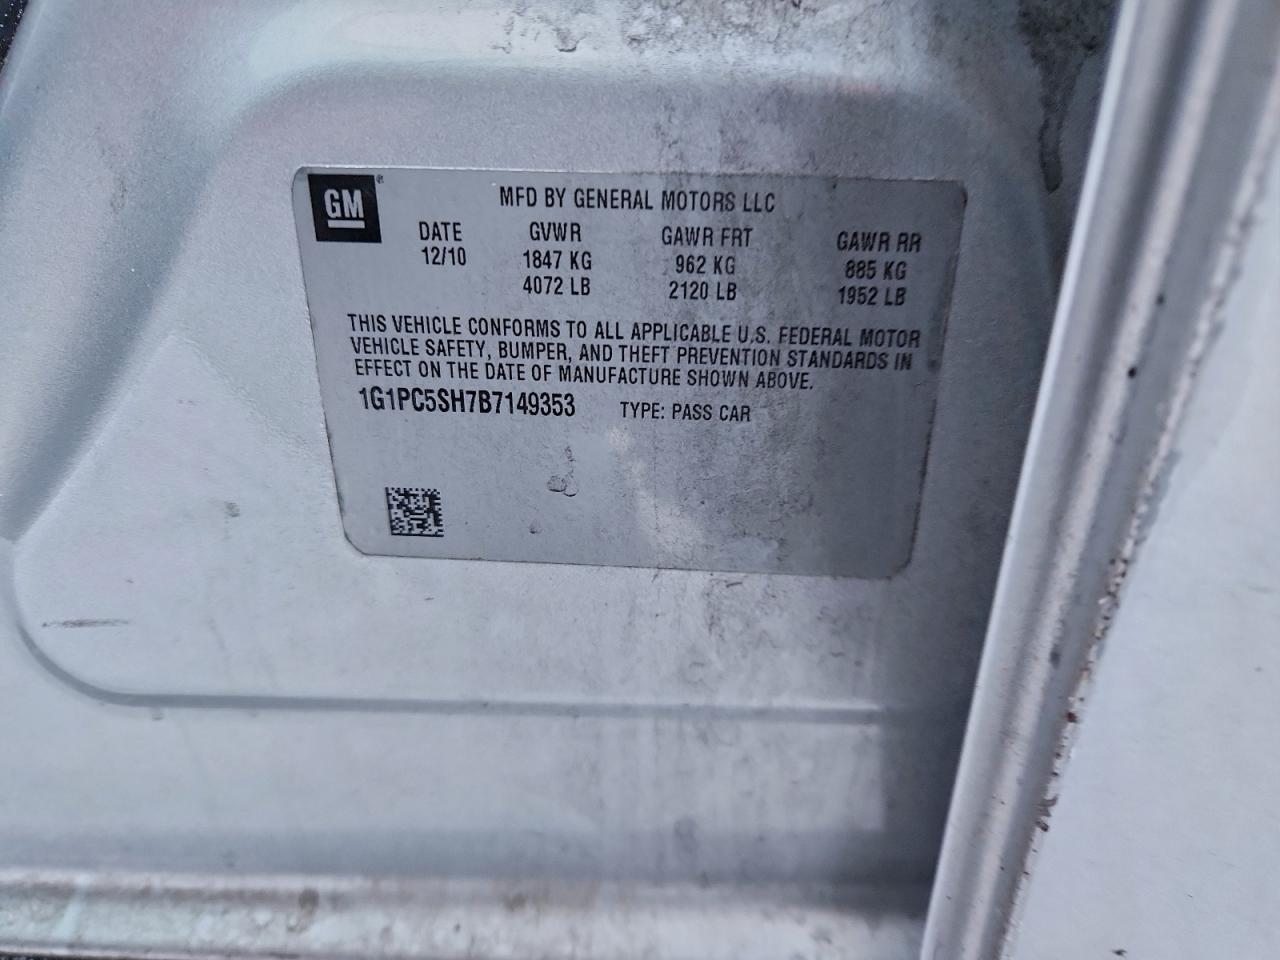 GM®
MFD BY GENERAL MOTORS LLC
DATE GVWR GAWR FRT GAWR RR
12/10 1847 KG 962 KG 885 KG
4072 LB 2120 LB 1952 LB
THIS VEHICLE CONFORMS TO ALL APPLICABLE U.S. FEDERAL MOTOR
VEHICLE SAFETY, BUMPER, AND THEFT PREVENTION STANDARDS IN
EFFECT ON THE DATE OF MANUFACTURE SHOWN ABOVE.
1G1PC5SH7B7149353 TYPE: PASS CAR